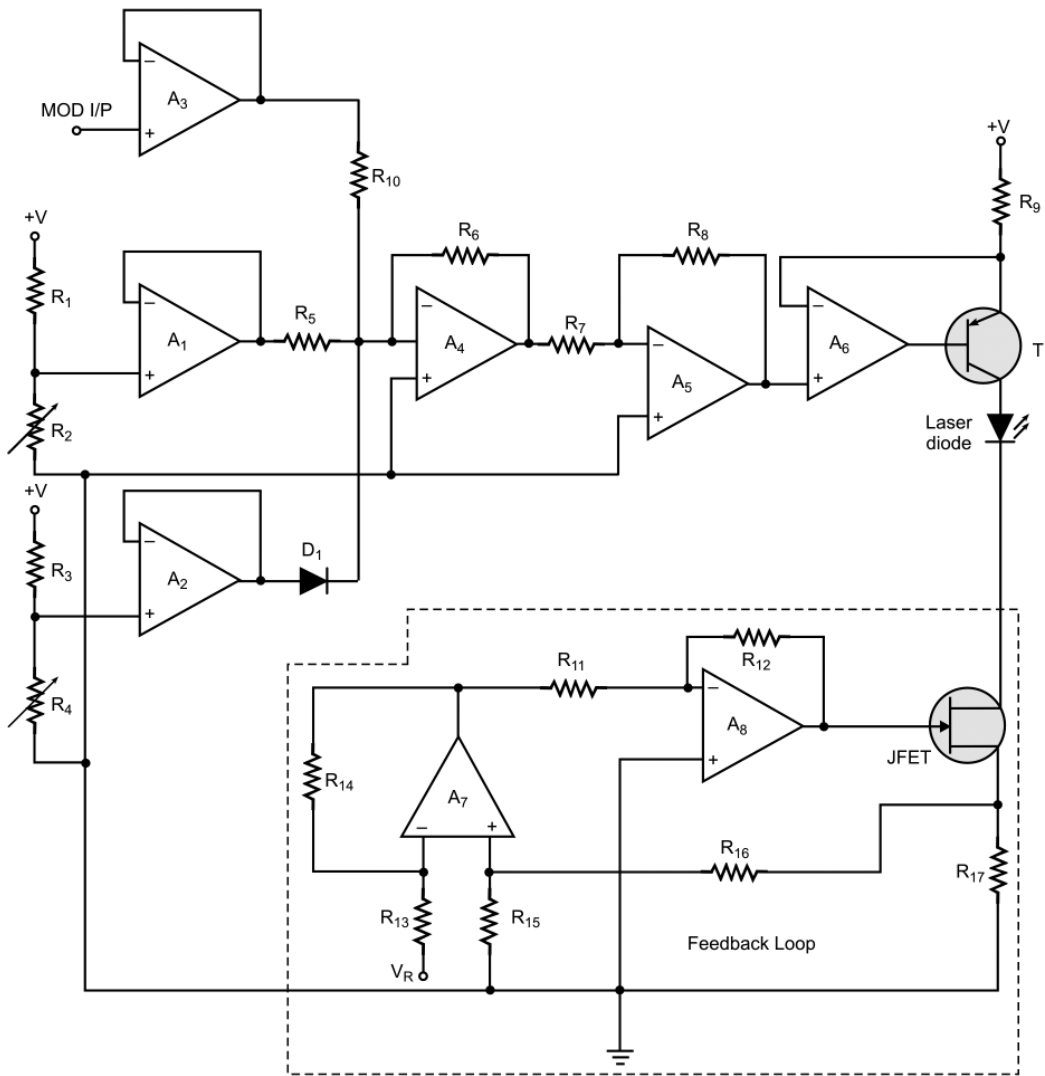 A3
MOD I/P
R10
+V
R9
+V
R6
R8
R1
A1
R5
A4
R7
A6
A5
T
R2
Laser
diode
+V
R3
A2
D1
R4
R11
R12
A8
JFET
R14
A7
R16
R17
R13
R15
Feedback Loop
VR